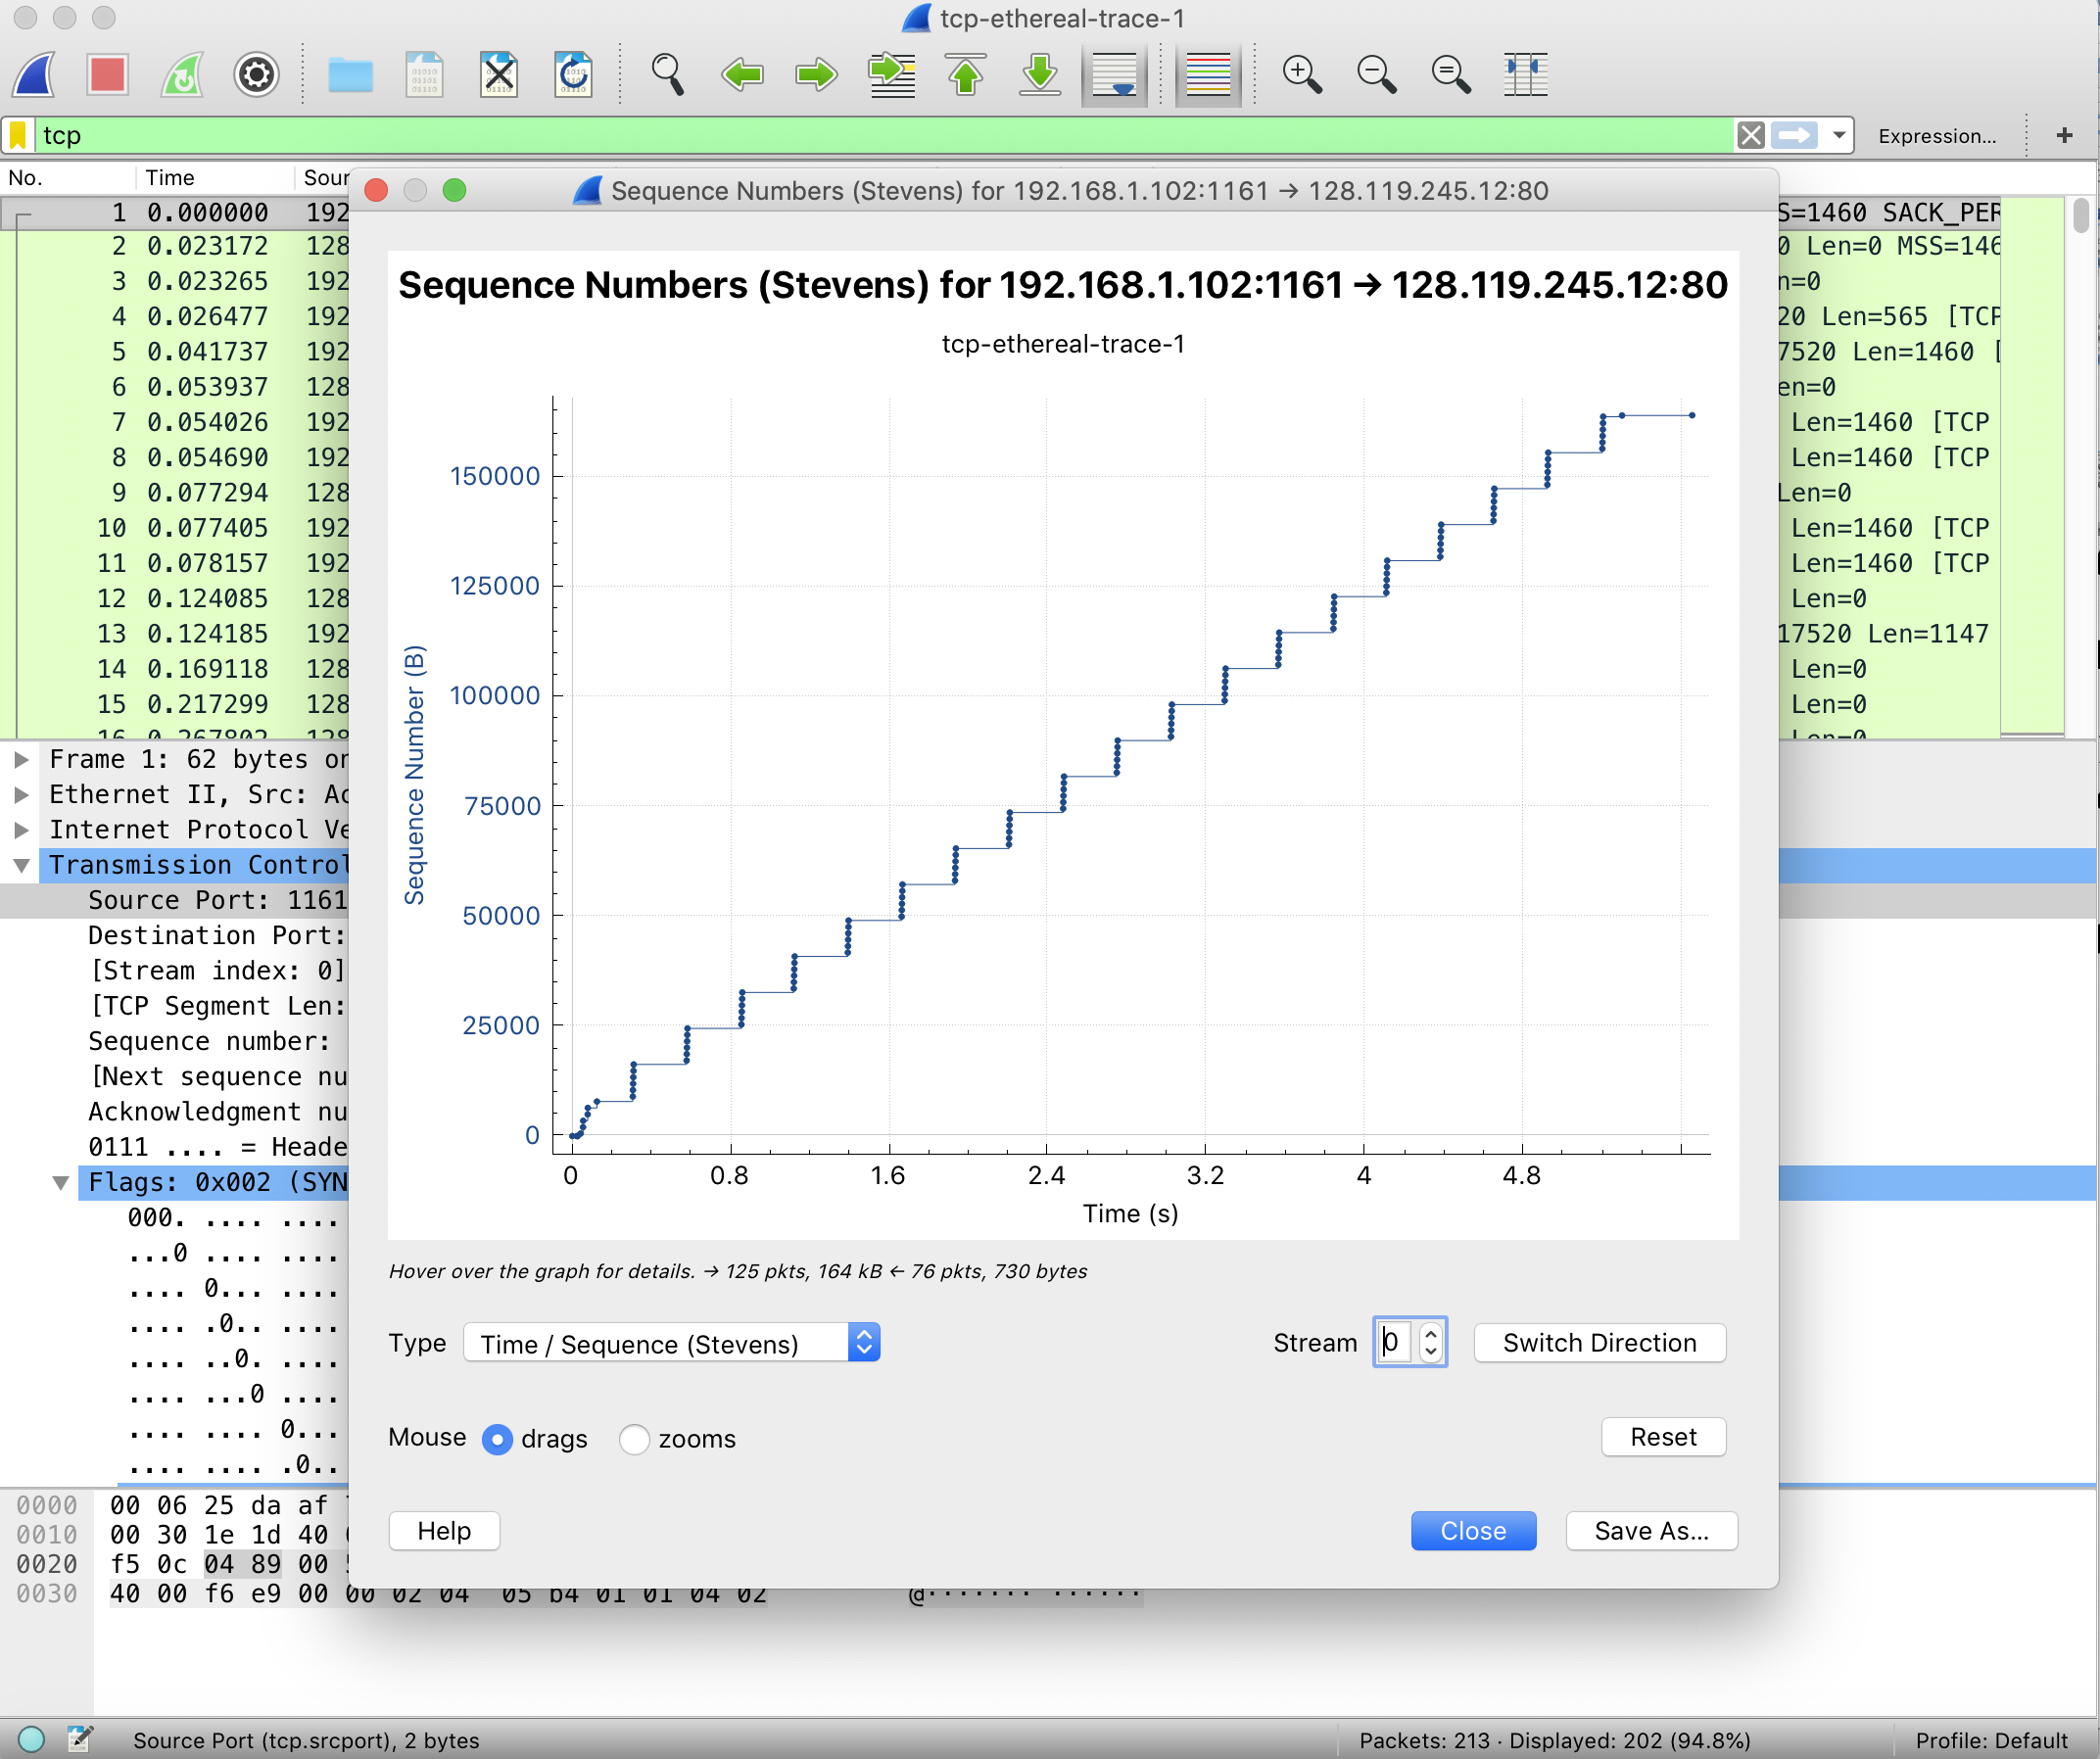 tcp-ethereal-trace-1
tcp
Expression...
+
No. Time Sour
1 0.000000 192 S=1460 SACK_PER
2 0.023172 128 0 Len=0 MSS=146
3 0.023265 192 n=0
4 0.026477 192 20 Len=565 [TCP
5 0.041737 192 7520 Len=1460 [
6 0.053937 128 en=0
7 0.054026 192 Len=1460 [TCP
8 0.054690 192 Len=1460 [TCP
9 0.077294 128 Len=0
10 0.077405 192 Len=1460 [TCP
11 0.078157 192 Len=1460 [TCP
12 0.124085 128 Len=0
13 0.124185 192 17520 Len=1147
14 0.169118 128 Len=0
15 0.217299 128 Len=0
16 0.267802 128 Len=0
Frame 1: 62 bytes on
Ethernet II, Src: Ac
Internet Protocol Ve
Transmission Control
Source Port: 1161
Destination Port:
[Stream index: 0]
[TCP Segment Len:
Sequence number:
[Next sequence nu
Acknowledgment nu
0111 .... = Heade
Flags: 0x002 (SYN
000. .... ....
...0 .... ....
.... 0... ....
.... .0.. ....
.... ..0. ....
.... ...0 ....
.... .... 0...
.... .... .0..
0000 00 06 25 da af
0010 00 30 1e 1d 40
0020 f5 0c 04 89 00
0030 40 00 f6 e9 00 00 02 04 05 b4 01 01 04 02 @······· ······
Sequence Numbers (Stevens) for 192.168.1.102:1161 → 128.119.245.12:80
Sequence Numbers (Stevens) for 192.168.1.102:1161 → 128.119.245.12:80
tcp-ethereal-trace-1
Sequence Number (B)
150000
125000
100000
75000
50000
25000
0
0 0.8 1.6 2.4 3.2 4 4.8
Time (s)
Hover over the graph for details. → 125 pkts, 164 kB ← 76 pkts, 730 bytes
Type Time / Sequence (Stevens) Stream 0 Switch Direction
Mouse drags zooms Reset
Help Close Save As...
Source Port (tcp.srcport), 2 bytes Packets: 213 · Displayed: 202 (94.8%) Profile: Default